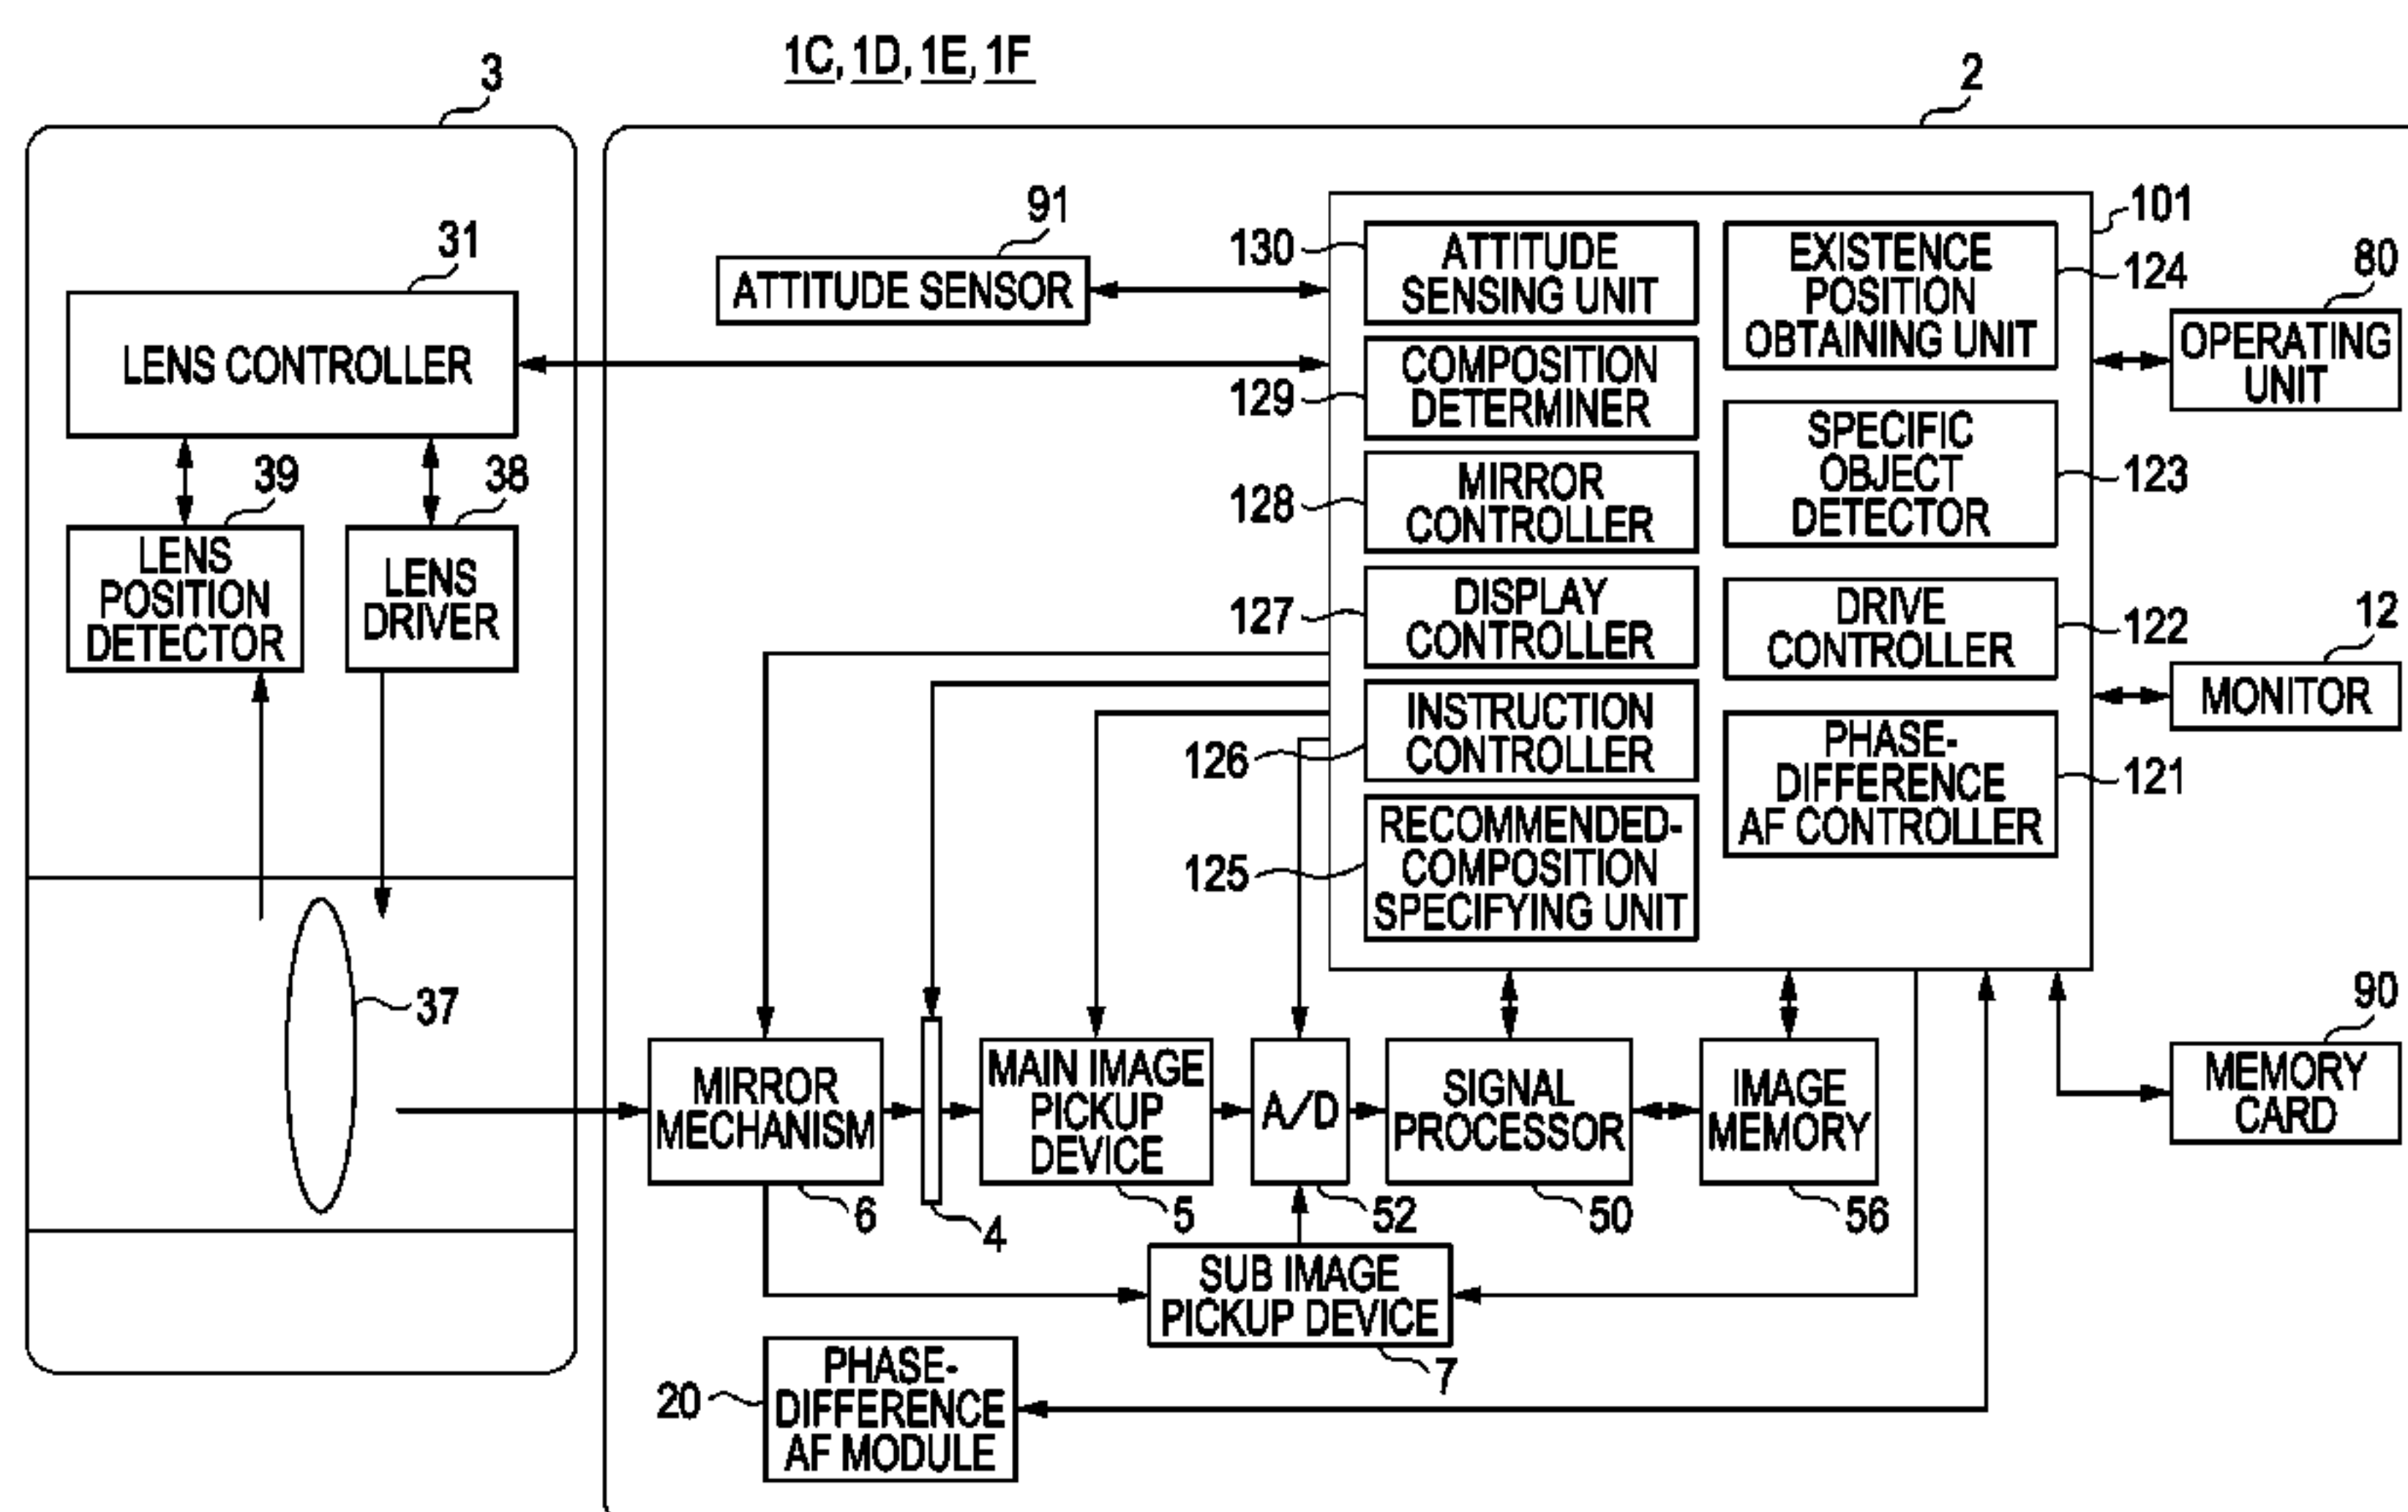 1C, 1D, 1E, 1F
3
2
31
LENS CONTROLLER
39
38
LENS
POSITION
DETECTOR
LENS
DRIVER
37
91
ATTITUDE SENSOR
101
130
ATTITUDE
SENSING UNIT
129
COMPOSITION
DETERMINER
128
MIRROR
CONTROLLER
127
DISPLAY
CONTROLLER
126
INSTRUCTION
CONTROLLER
125
RECOMMENDED-
COMPOSITION
SPECIFYING UNIT
EXISTENCE
POSITION
OBTAINING UNIT
124
SPECIFIC
OBJECT
DETECTOR
123
DRIVE
CONTROLLER
122
PHASE-
DIFFERENCE
AF CONTROLLER
121
80
OPERATING
UNIT
12
MONITOR
90
MEMORY
CARD
MIRROR
MECHANISM
6
4
MAIN IMAGE
PICKUP
DEVICE
5
A/D
52
SIGNAL
PROCESSOR
50
IMAGE
MEMORY
56
SUB IMAGE
PICKUP DEVICE
7
20
PHASE-
DIFFERENCE
AF MODULE